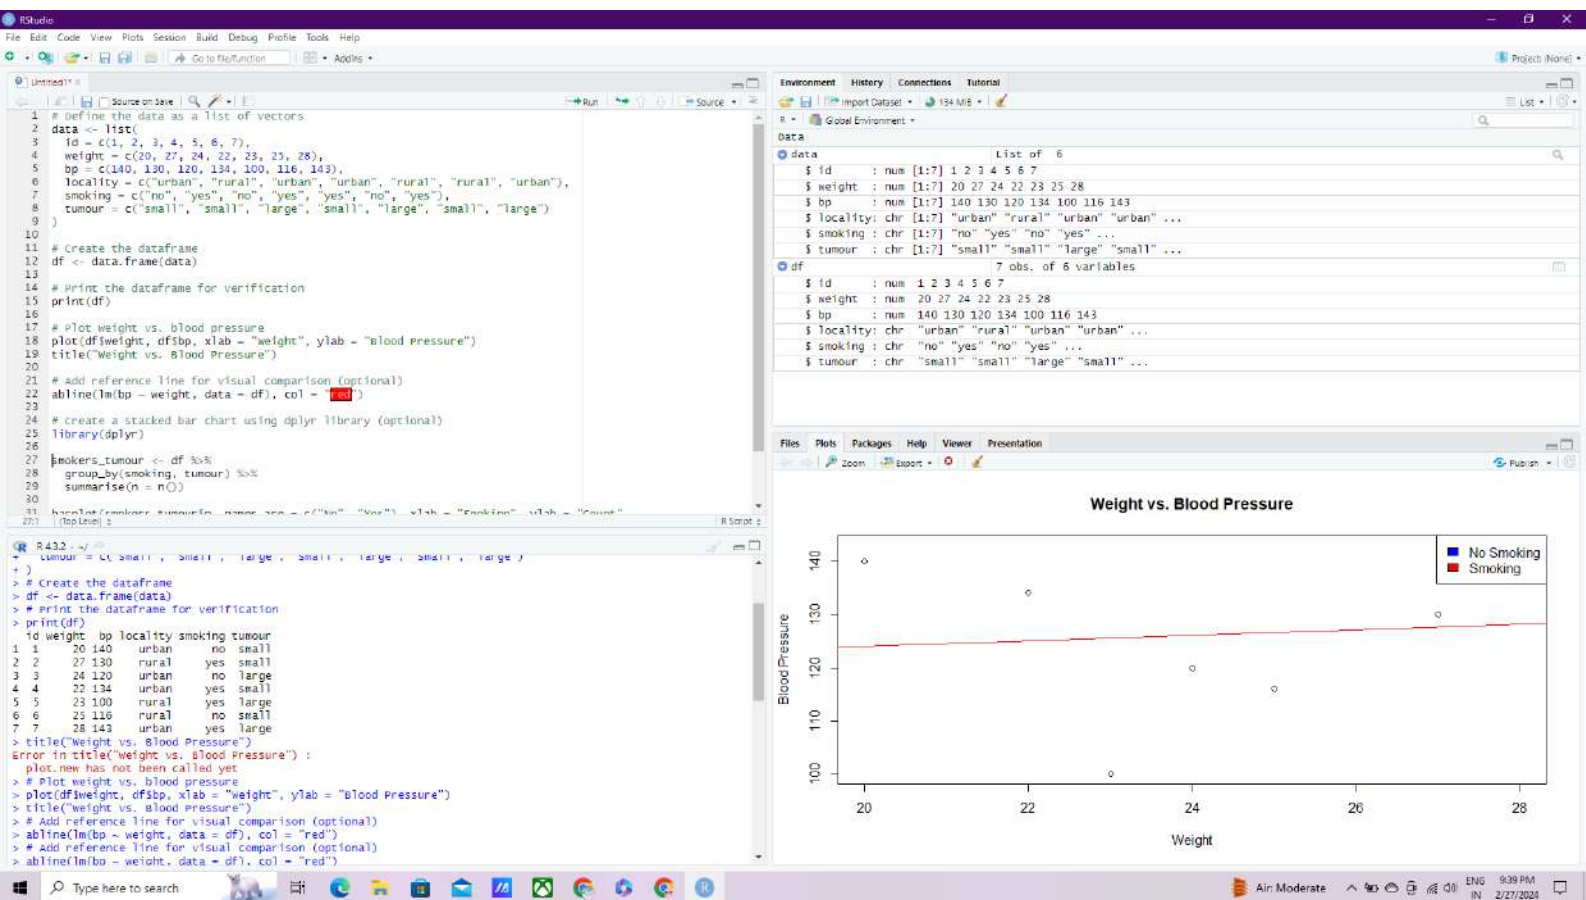 RStudio
File Edit Code View Plots Session Build Debug Profile Tools Help
Go to file/function Addins
Project: (None)
Untitled1*
Source on Save Run Source
1 # Define the data as a list of vectors
2 data <- list(
3 id = c(1, 2, 3, 4, 5, 6, 7),
4 weight = c(20, 27, 24, 22, 23, 25, 28),
5 bp = c(140, 130, 120, 134, 100, 116, 143),
6 locality = c("urban", "rural", "urban", "urban", "rural", "rural", "urban"),
7 smoking = c("no", "yes", "no", "yes", "yes", "no", "yes"),
8 tumour = c("small", "small", "large", "small", "large", "small", "large")
9 )
10
11 # Create the dataframe
12 df <- data.frame(data)
13
14 # Print the dataframe for verification
15 print(df)
16
17 # Plot weight vs. blood pressure
18 plot(df$weight, df$bp, xlab = "Weight", ylab = "Blood Pressure")
19 title("Weight vs. Blood Pressure")
20
21 # Add reference line for visual comparison (optional)
22 abline(lm(bp ~ weight, data = df), col = "red")
23
24 # Create a stacked bar chart using dplyr library (optional)
25 library(dplyr)
26
27 smokers_tumour <- df %>%
28 group_by(smoking, tumour) %>%
29 summarise(n = n())
30
31 barplot(smokers_tumour$n, names.arg = c("No", "Yes"), xlab = "Smoking", ylab = "Count",
27:1 (Top Level) R Script
R 4.3.2 · ~/
+ tumour = c("small", "small", "large", "small", "large", "small", "large")
+ )
> # Create the dataframe
> df <- data.frame(data)
> # Print the dataframe for verification
> print(df)
id weight bp locality smoking tumour
1 1 20 140 urban no small
2 2 27 130 rural yes small
3 3 24 120 urban no large
4 4 22 134 urban yes small
5 5 23 100 rural yes large
6 6 25 116 rural no small
7 7 28 143 urban yes large
> title("Weight vs. Blood Pressure")
Error in title("Weight vs. Blood Pressure") :
plot.new has not been called yet
> # Plot weight vs. blood pressure
> plot(df$weight, df$bp, xlab = "Weight", ylab = "Blood Pressure")
> title("Weight vs. Blood Pressure")
> # Add reference line for visual comparison (optional)
> abline(lm(bp ~ weight, data = df), col = "red")
> # Add reference line for visual comparison (optional)
> abline(lm(bp ~ weight, data = df), col = "red")
Environment History Connections Tutorial
Import Dataset 134 MiB List
R Global Environment
Data
data List of 6
$ id : num [1:7] 1 2 3 4 5 6 7
$ weight : num [1:7] 20 27 24 22 23 25 28
$ bp : num [1:7] 140 130 120 134 100 116 143
$ locality: chr [1:7] "urban" "rural" "urban" "urban" ...
$ smoking : chr [1:7] "no" "yes" "no" "yes" ...
$ tumour : chr [1:7] "small" "small" "large" "small" ...
df 7 obs. of 6 variables
$ id : num 1 2 3 4 5 6 7
$ weight : num 20 27 24 22 23 25 28
$ bp : num 140 130 120 134 100 116 143
$ locality: chr "urban" "rural" "urban" "urban" ...
$ smoking : chr "no" "yes" "no" "yes" ...
$ tumour : chr "small" "small" "large" "small" ...
Files Plots Packages Help Viewer Presentation
Zoom Export Publish
Weight vs. Blood Pressure
No Smoking
Smoking
Blood Pressure
140
130
120
110
100
20 22 24 26 28
Weight
Type here to search
Air: Moderate ENG 9:39 PM
IN 2/27/2024